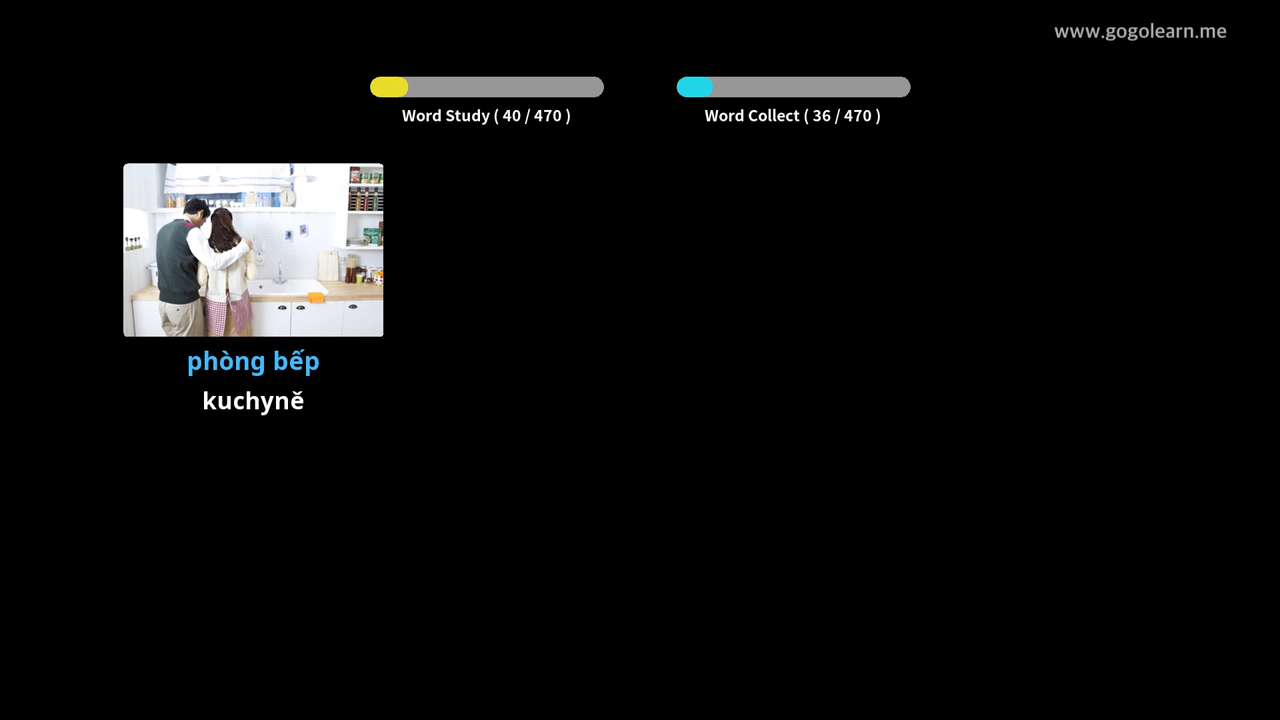 www.gogolearn.me
Word Study ( 40 / 470 )
Word Collect ( 36 / 470 )
phòng bếp
kuchyně